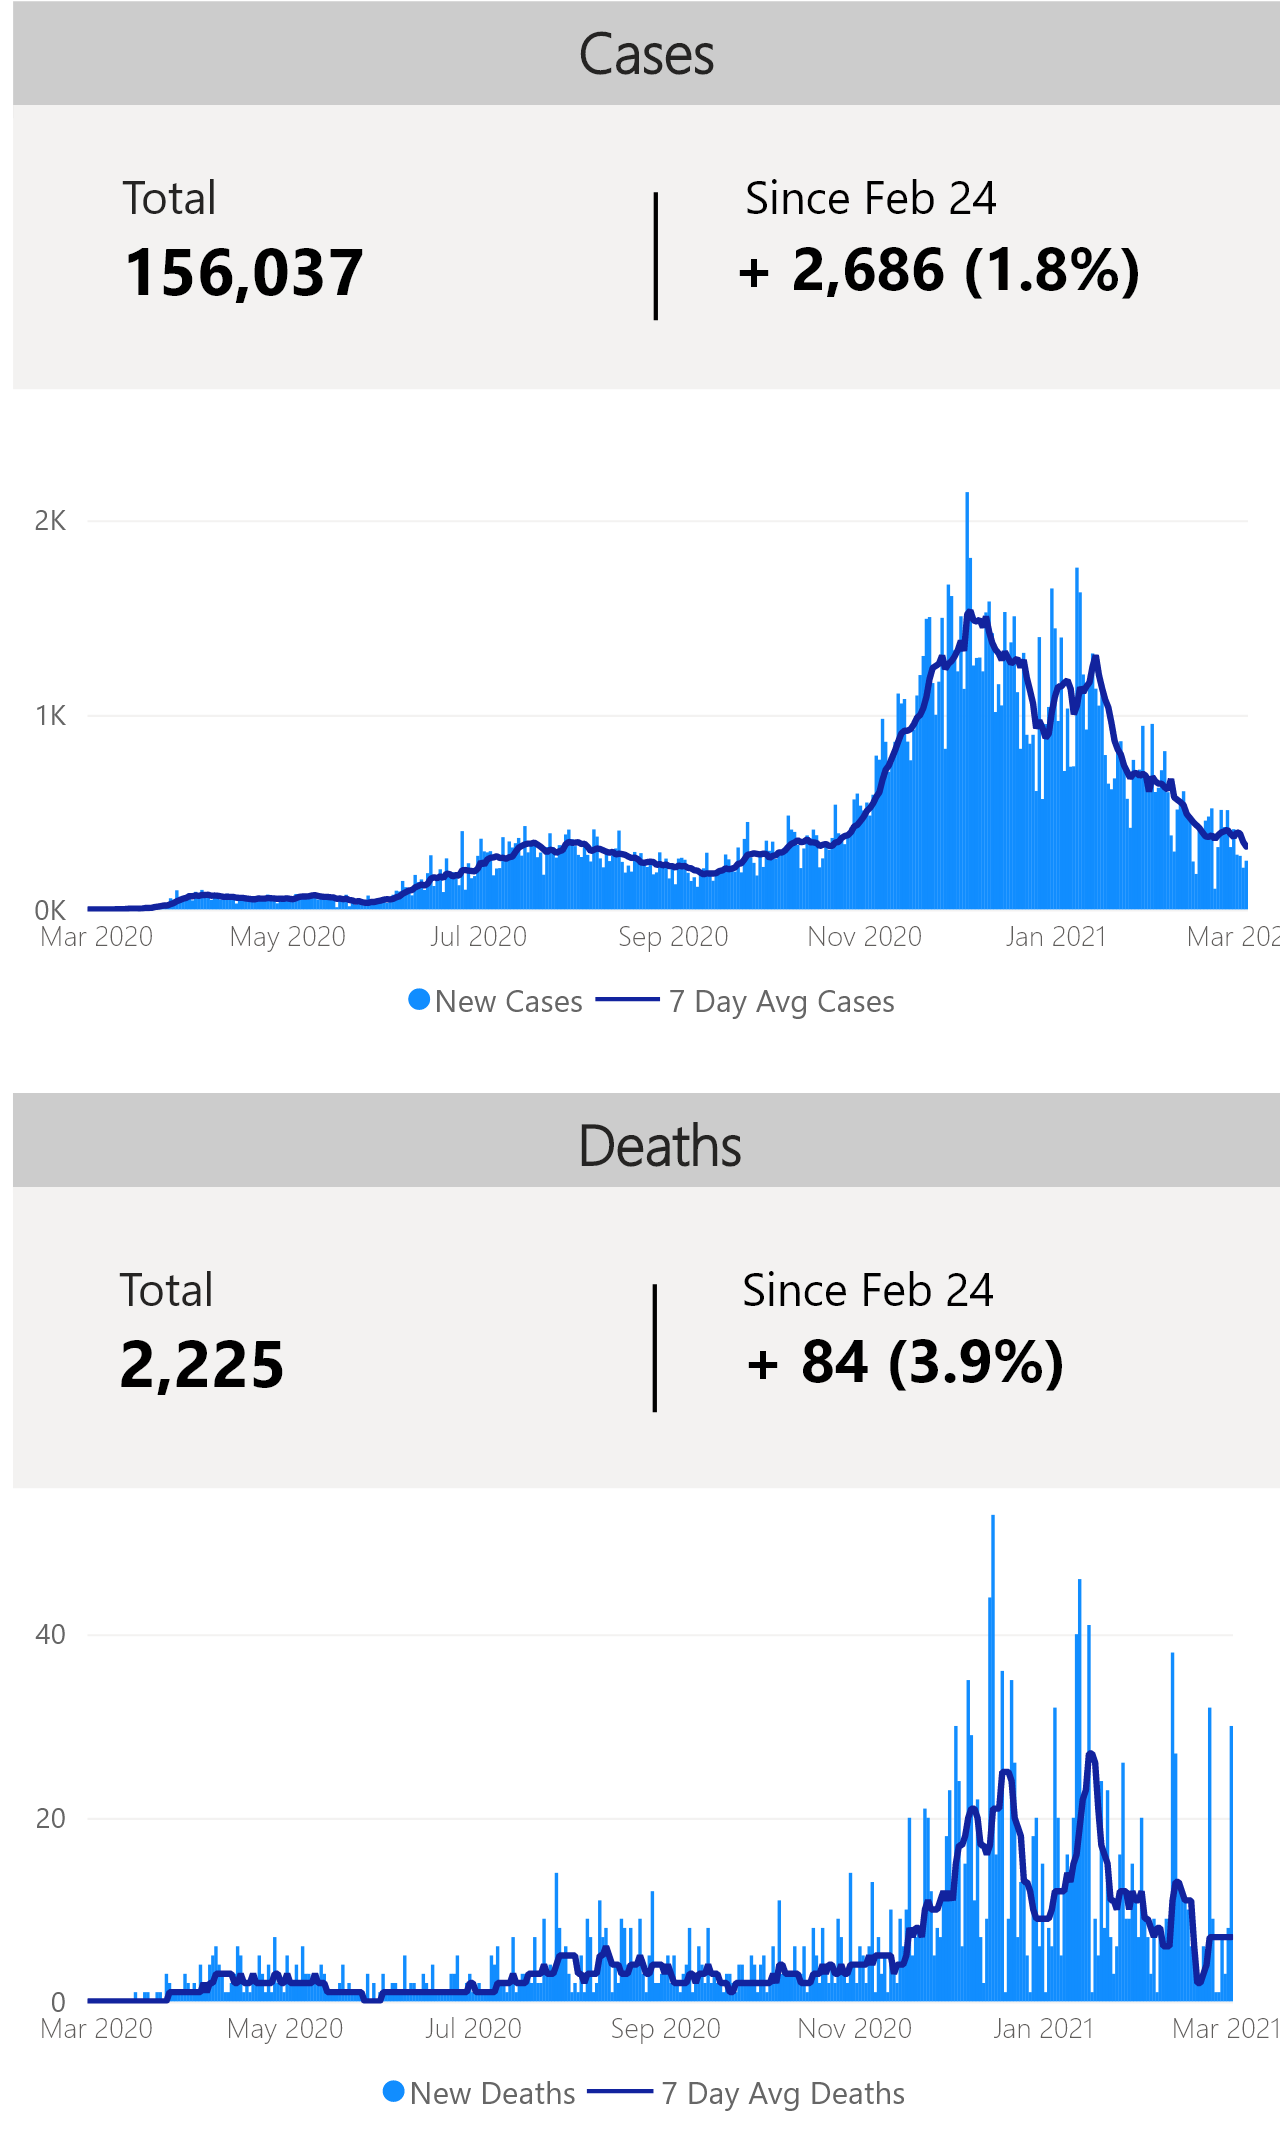 Cases
Total
Since Feb 24
156,037
+ 2,686 (1.8%)
2K
1K
0K
Mar 2020 May 2020 Jul 2020 Sep 2020 Nov 2020 Jan 2021 Mar 202
New Cases 7 Day Avg Cases
Deaths
Total
Since Feb 24
2,225
+ 84 (3.9%)
40
20
0
Mar 2020 May 2020 Jul 2020 Sep 2020 Nov 2020 Jan 2021 Mar 2021
New Deaths 7 Day Avg Deaths